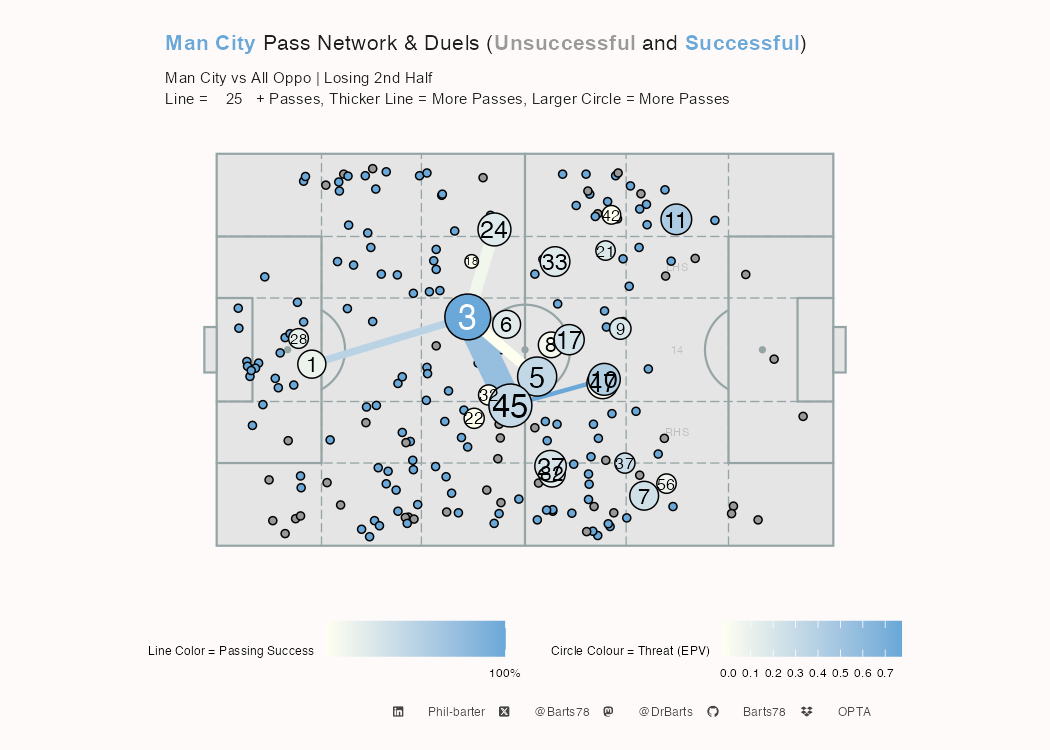 Man City Pass Network & Duels (Unsuccessful and Successful)
Man City vs All Oppo | Losing 2nd Half
Line = 25 + Passes, Thicker Line = More Passes, Larger Circle = More Passes
42
11
24
21
18
33
LHS
3
6
9
28
8
17
14
1
5
32
45
22
RHS
27
37
56
7
Line Color = Passing Success
100%
Circle Colour = Threat (EPV)
0.0 0.1 0.2 0.3 0.4 0.5 0.6 0.7
Phil-barter @Barts78 @DrBarts Barts78 OPTA